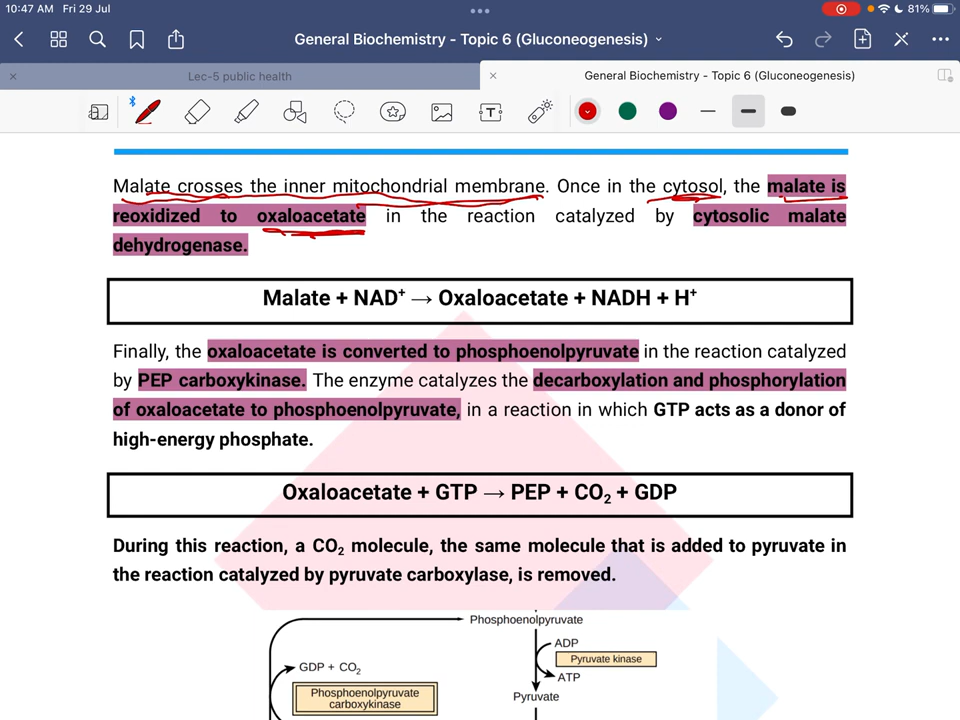 10:47 AM Fri 29 Jul
81%
General Biochemistry - Topic 6 (Gluconeogenesis)
Lec-5 public health
General Biochemistry - Topic 6 (Gluconeogenesis)
Malate crosses the inner mitochondrial membrane. Once in the cytosol, the malate is
reoxidized to oxaloacetate in the reaction catalyzed by cytosolic malate
dehydrogenase.
Malate + NAD⁺ → Oxaloacetate + NADH + H⁺
Finally, the oxaloacetate is converted to phosphoenolpyruvate in the reaction catalyzed
by PEP carboxykinase. The enzyme catalyzes the decarboxylation and phosphorylation
of oxaloacetate to phosphoenolpyruvate, in a reaction in which GTP acts as a donor of
high-energy phosphate.
Oxaloacetate + GTP → PEP + CO₂ + GDP
During this reaction, a CO₂ molecule, the same molecule that is added to pyruvate in
the reaction catalyzed by pyruvate carboxylase, is removed.
Phosphoenolpyruvate
ADP
Pyruvate kinase
ATP
GDP + CO₂
Phosphoenolpyruvate
carboxykinase
Pyruvate